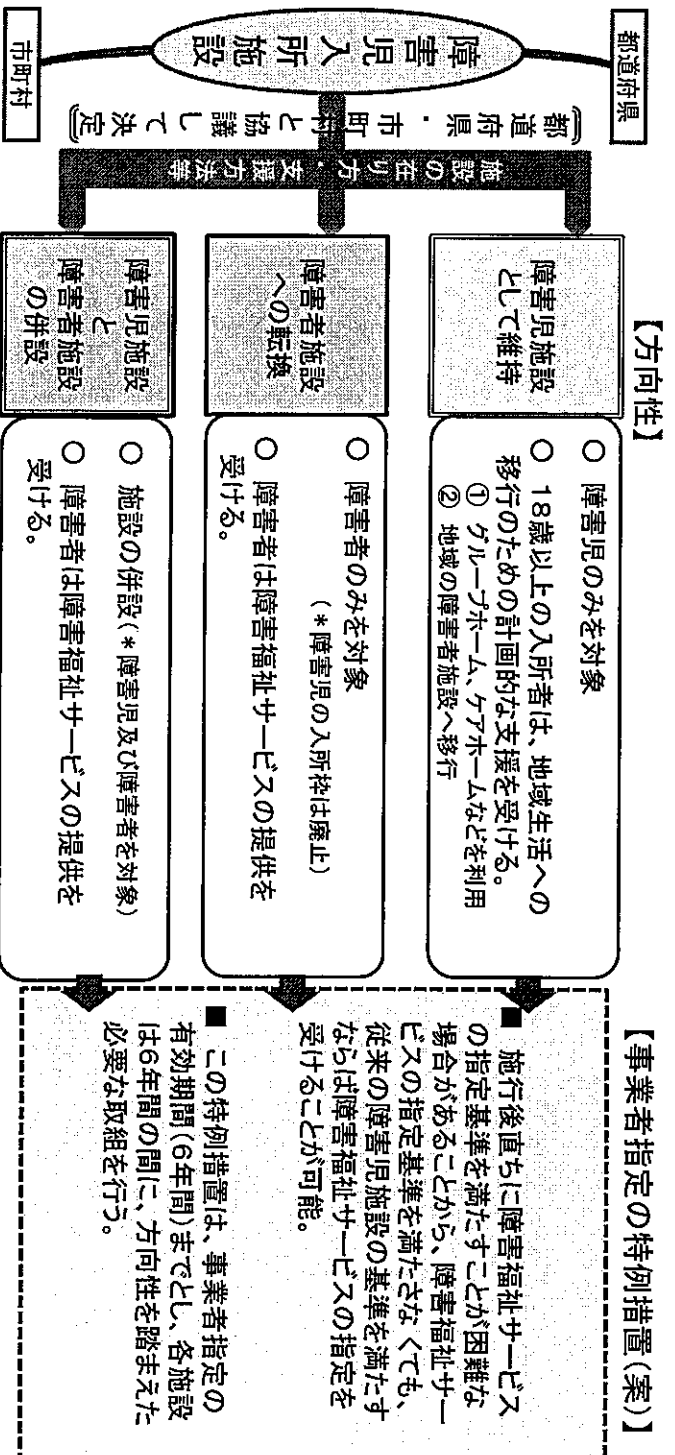 都道府県
障害児入所施設
市町村
都道府県・市町村と協議して決定
施設の在り方・支援方法等
【方向性】
障害児施設
として維持
○ 障害児のみを対象
○ 18歳以上の入所者は、地域生活への
移行のための計画的な支援を受ける。
① グループホーム、ケアホームなどを利用
② 地域の障害者施設へ移行
障害者施設
への転換
○ 障害者のみを対象
(*障害児の入所枠は廃止)
○ 障害者は障害福祉サービスの提供を
受ける。
障害児施設
と
障害者施設
の併設
○ 施設の併設(*障害児及び障害者を対象)
○ 障害者は障害福祉サービスの提供を
受ける。
【事業者指定の特例措置(案)】
■ 施行後直ちに障害福祉サービス
の指定基準を満たすことが困難な
場合があることから、障害福祉サー
ビスの指定基準を満たさなくても、
従来の障害児施設の基準を満たす
ならば障害福祉サービスの指定を
受けることが可能。
■ この特例措置は、事業者指定の
有効期間(6年間)までとし、各施設
は6年間の間に、方向性を踏まえた
必要な取組を行う。